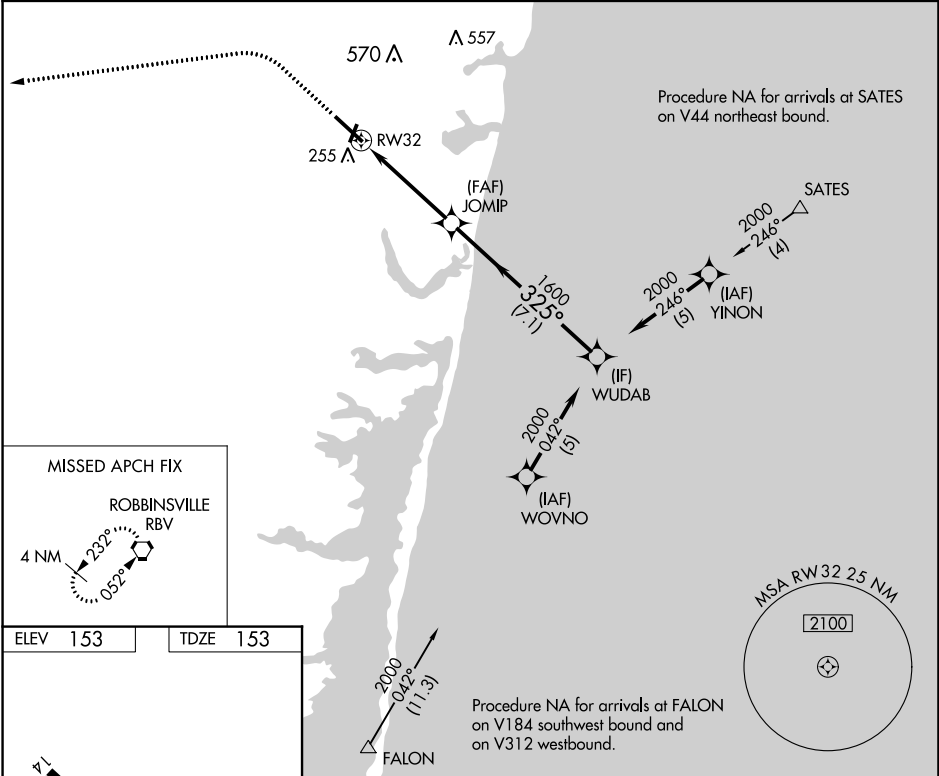 570
557
Procedure NA for arrivals at SATES
on V44 northeast bound.
RW32
255
(FAF)
JOMIP
SATES
2000
246°
(4)
2000
246°
(5)
(IAF)
YINON
1600
325°
(7.1)
(IF)
WUDAB
2000
042°
(5)
(IAF)
WOVNO
MISSED APCH FIX
ROBBINSVILLE
RBV
4 NM
232°
052°
MSA RW32 25 NM
2100
ELEV 153
TDZE 153
2000
042°
(11.3)
FALON
Procedure NA for arrivals at FALON
on V184 southwest bound and
on V312 westbound.
14